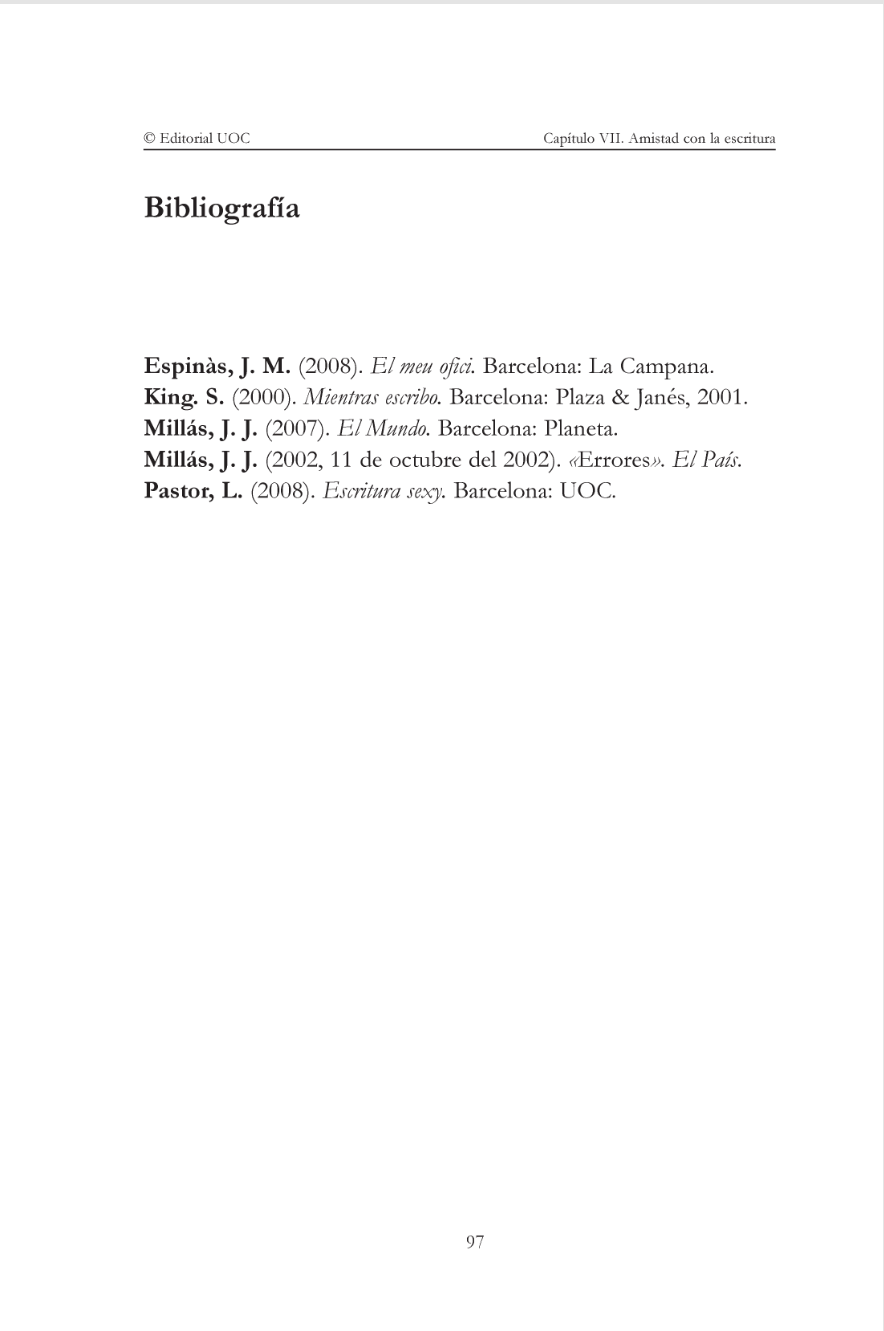 © Editorial UOC
Capítulo VII. Amistad con la escritura
Bibliografía
Espinàs, J. M. (2008). El meu ofici. Barcelona: La Campana.
King. S. (2000). Mientras escribo. Barcelona: Plaza & Janés, 2001.
Millás, J. J. (2007). El Mundo. Barcelona: Planeta.
Millás, J. J. (2002, 11 de octubre del 2002). «Errores». El País.
Pastor, L. (2008). Escritura sexy. Barcelona: UOC.
97